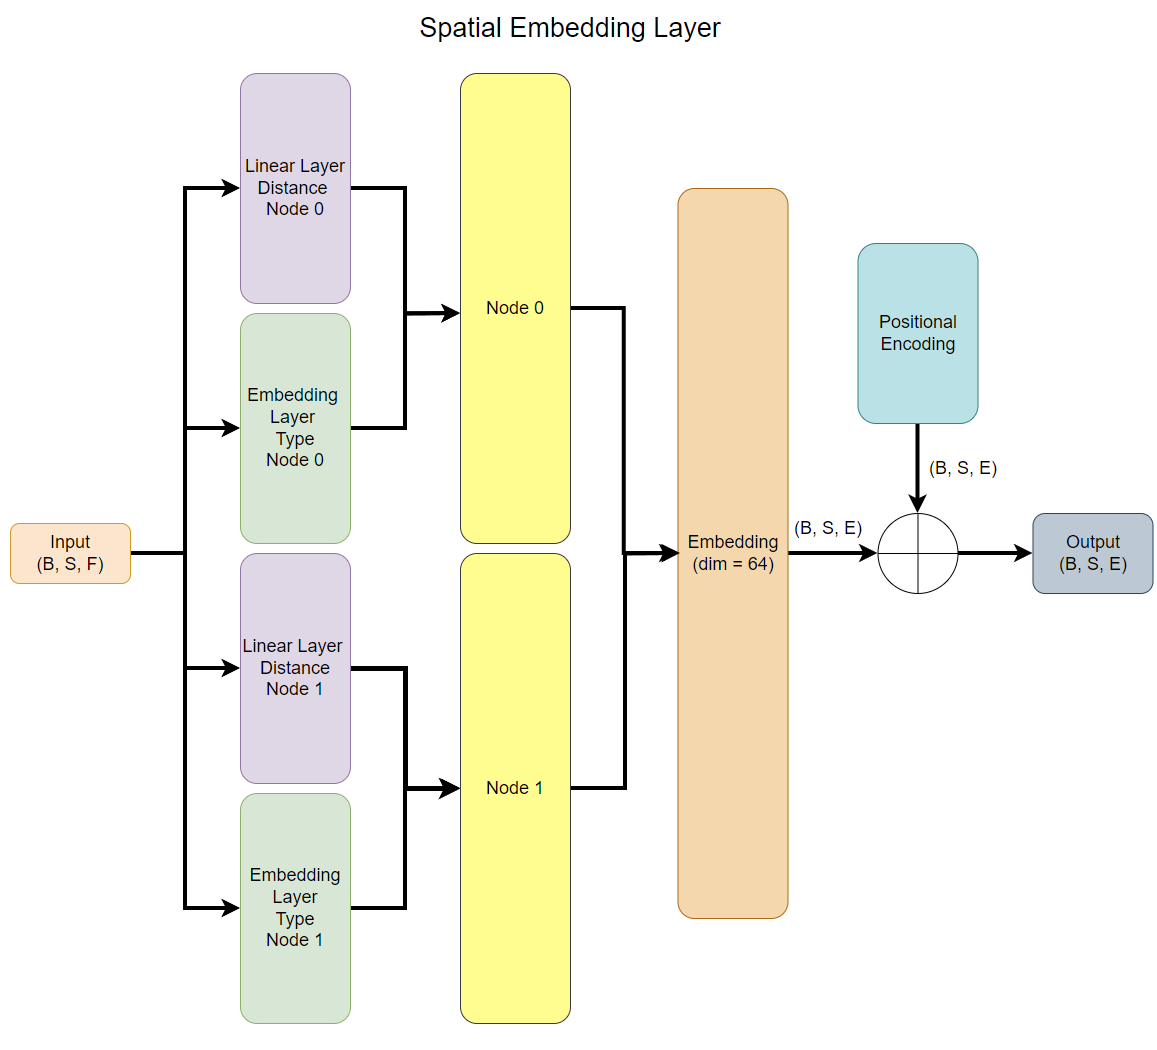 Spatial Embedding Layer
Linear Layer
Distance
Node 0
Embedding
Layer
Type
Node 0
Node 0
Input
(B, S, F)
Linear Layer
Distance
Node 1
Embedding
Layer
Type
Node 1
Node 1
Embedding
(dim = 64)
(B, S, E)
Positional
Encoding
(B, S, E)
Output
(B, S, E)